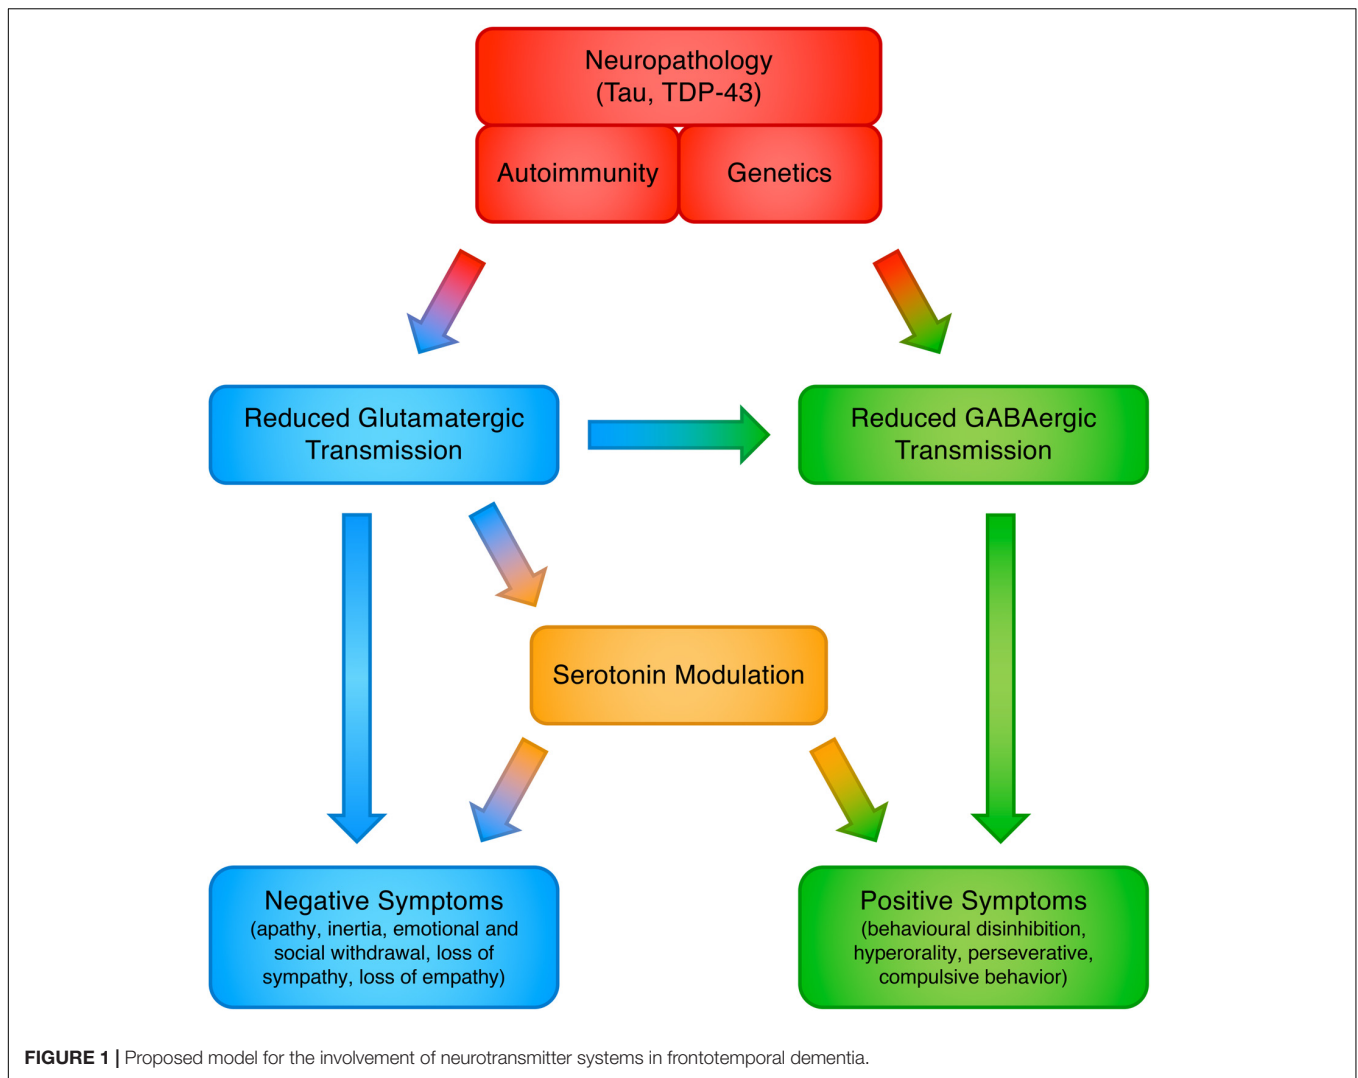 Neuropathology
(Tau, TDP-43)
Autoimmunity
Genetics
Reduced Glutamatergic
Transmission
Reduced GABAergic
Transmission
Serotonin Modulation
Negative Symptoms
(apathy, inertia, emotional and
social withdrawal, loss of
sympathy, loss of empathy)
Positive Symptoms
(behavioural disinhibition,
hyperorality, perseverative,
compulsive behavior)
FIGURE 1 | Proposed model for the involvement of neurotransmitter systems in frontotemporal dementia.